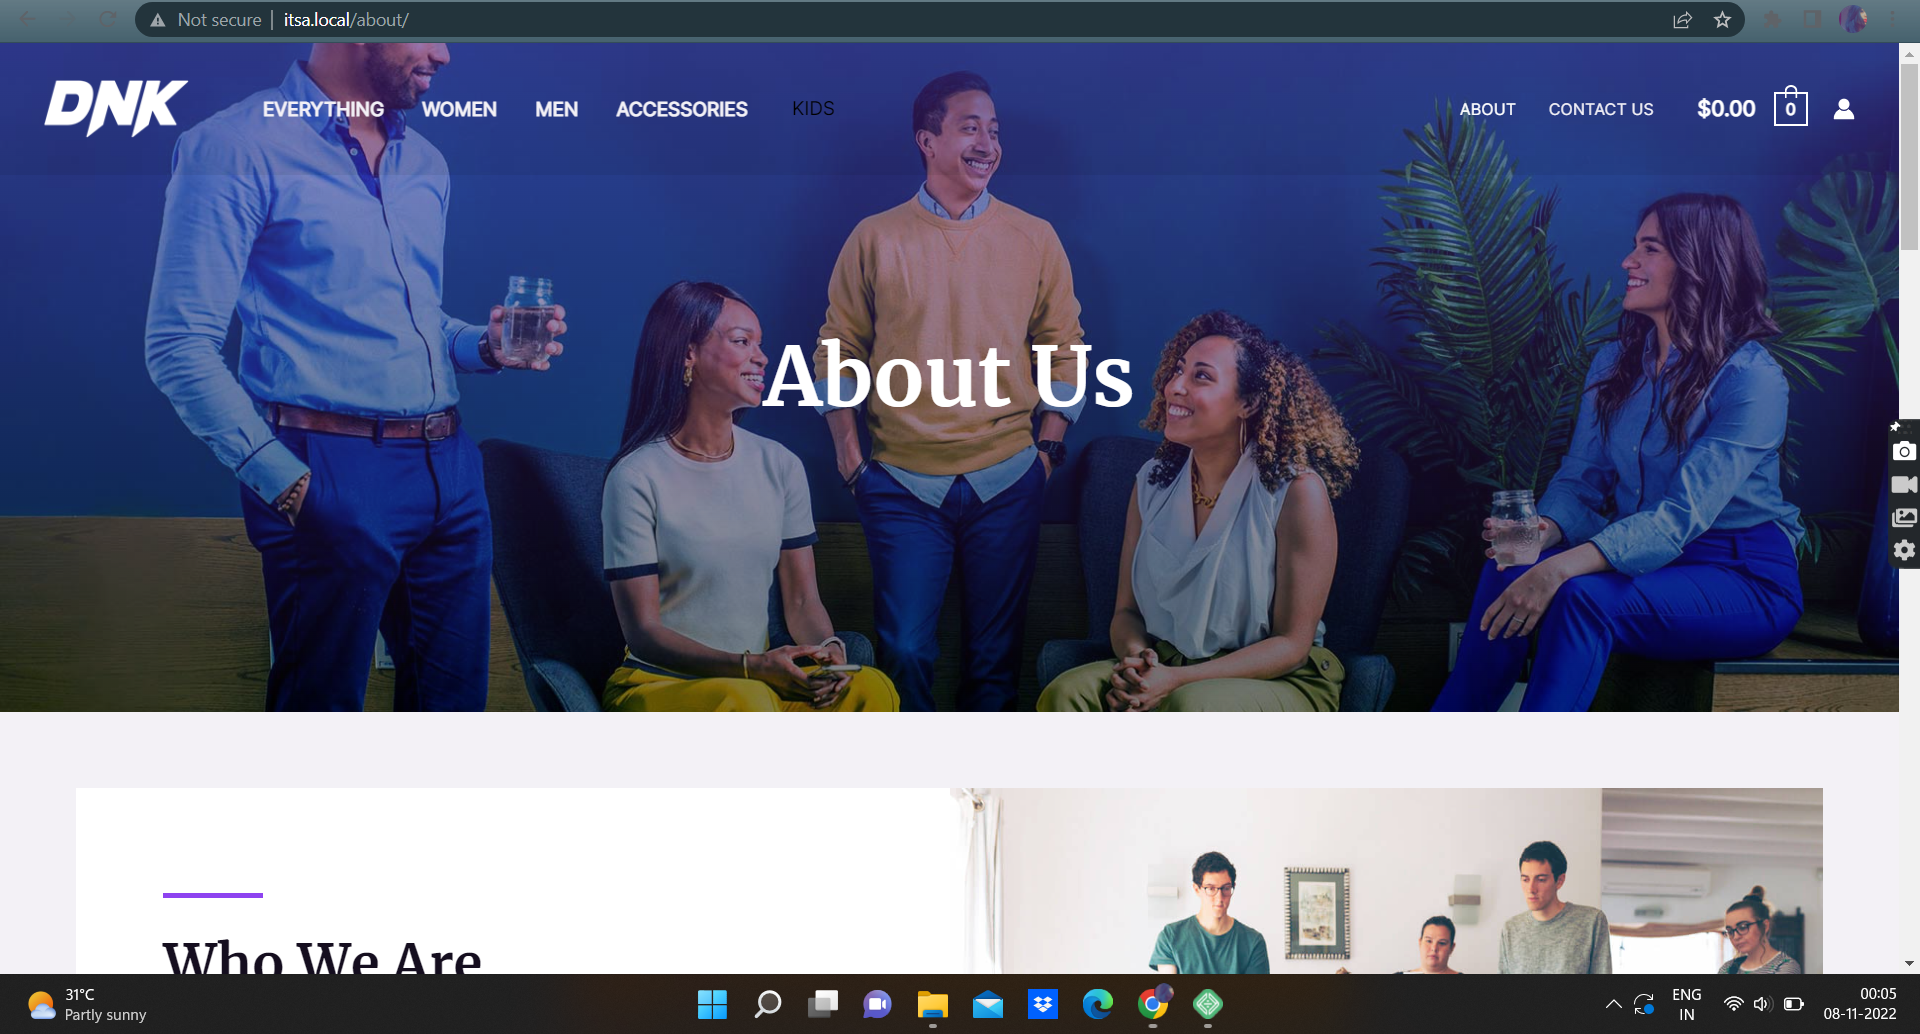 Not secure | itsa.local/about/
DNK EVERYTHING WOMEN MEN ACCESSORIES KIDS ABOUT CONTACT US $0.00 0
About Us
Who We Are
31°C
Partly sunny
ENG
IN
00:05
08-11-2022